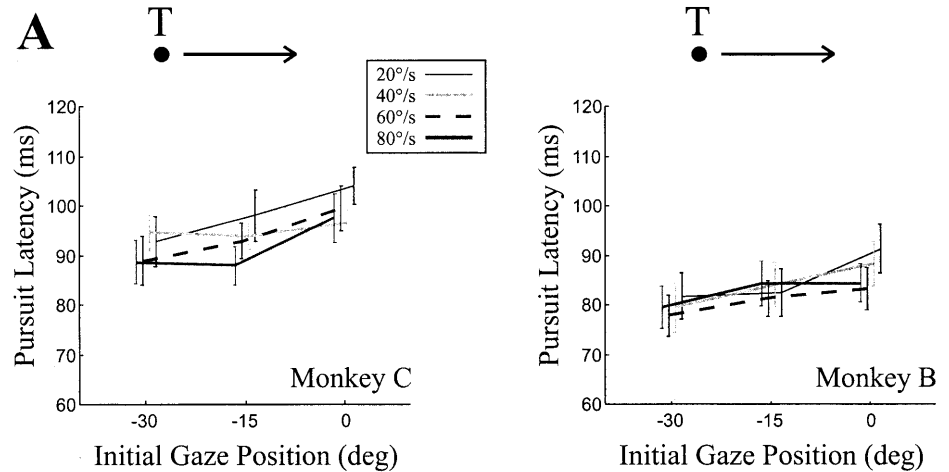 A
T
T
20°/s
40°/s
60°/s
80°/s
120
110
100
90
80
70
60
Pursuit Latency (ms)
Monkey C
-30 -15 0
Initial Gaze Position (deg)
120
110
100
90
80
70
60
Pursuit Latency (ms)
Monkey B
-30 -15 0
Initial Gaze Position (deg)